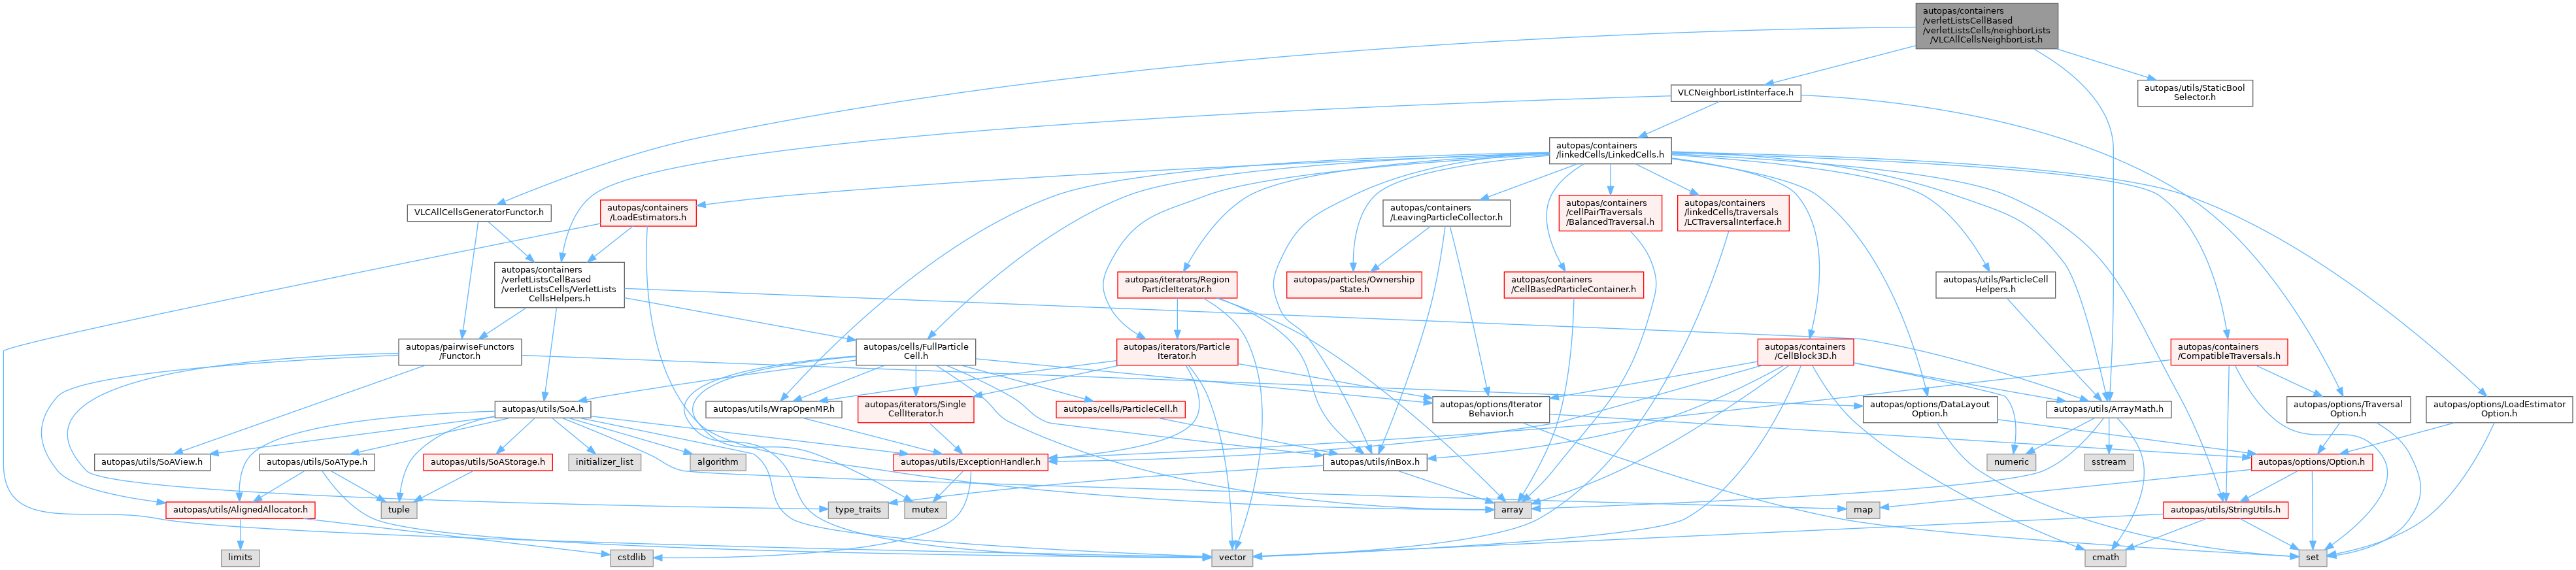 autopas/containers
/verletListsCellBased
/verletListsCells/neighborLists
/VLCAllCellsNeighborList.h
VLCNeighborListInterface.h
autopas/utils/StaticBool
Selector.h
autopas/containers
/linkedCells/LinkedCells.h
VLCAllCellsGeneratorFunctor.h
autopas/containers
/LoadEstimators.h
autopas/containers
/LeavingParticleCollector.h
autopas/containers
/cellPairTraversals
/BalancedTraversal.h
autopas/containers
/linkedCells/traversals
/LCTraversalInterface.h
autopas/containers
/verletListsCellBased
/verletListsCells/VerletLists
CellsHelpers.h
autopas/iterators/Region
ParticleIterator.h
autopas/particles/Ownership
State.h
autopas/containers
/CellBasedParticleContainer.h
autopas/utils/ParticleCell
Helpers.h
autopas/pairwiseFunctors
/Functor.h
autopas/cells/FullParticle
Cell.h
autopas/iterators/Particle
Iterator.h
autopas/containers
/CellBlock3D.h
autopas/containers
/CompatibleTraversals.h
autopas/utils/SoA.h
autopas/utils/WrapOpenMP.h
autopas/iterators/Single
CellIterator.h
autopas/cells/ParticleCell.h
autopas/options/Iterator
Behavior.h
autopas/options/DataLayout
Option.h
autopas/utils/ArrayMath.h
autopas/options/Traversal
Option.h
autopas/options/LoadEstimator
Option.h
autopas/utils/SoAView.h
autopas/utils/SoAType.h
autopas/utils/SoAStorage.h
initializer_list
algorithm
autopas/utils/ExceptionHandler.h
autopas/utils/inBox.h
numeric
sstream
autopas/options/Option.h
autopas/utils/AlignedAllocator.h
tuple
type_traits
mutex
array
map
autopas/utils/StringUtils.h
limits
cstdlib
vector
cmath
set